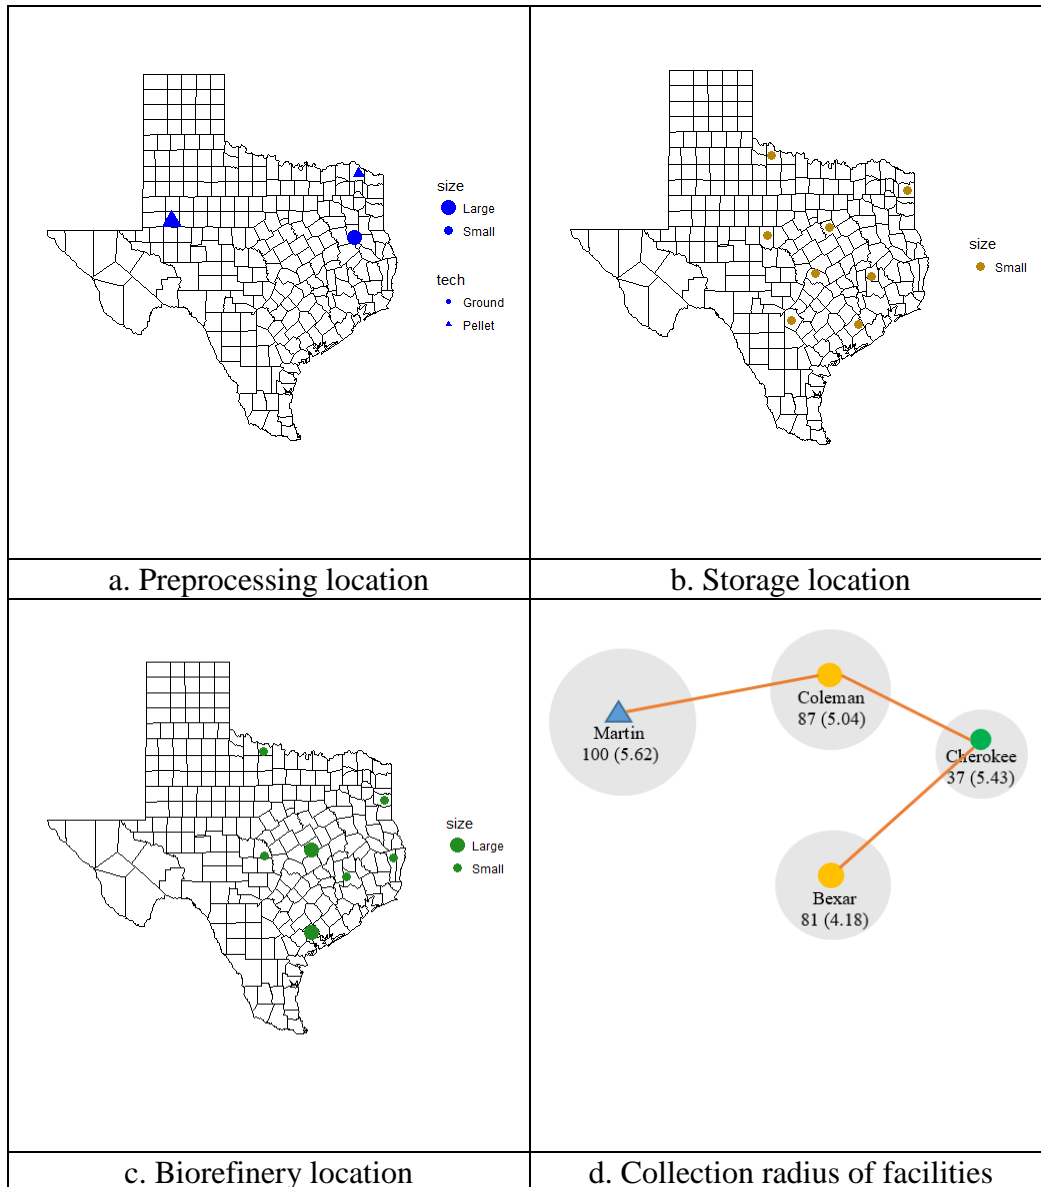 size
Large
Small
tech
Ground
Pellet
size
Small
a. Preprocessing location
b. Storage location
size
Large
Small
Martin
100 (5.62)
Coleman
87 (5.04)
Cherokee
37 (5.43)
Bexar
81 (4.18)
c. Biorefinery location
d. Collection radius of facilities